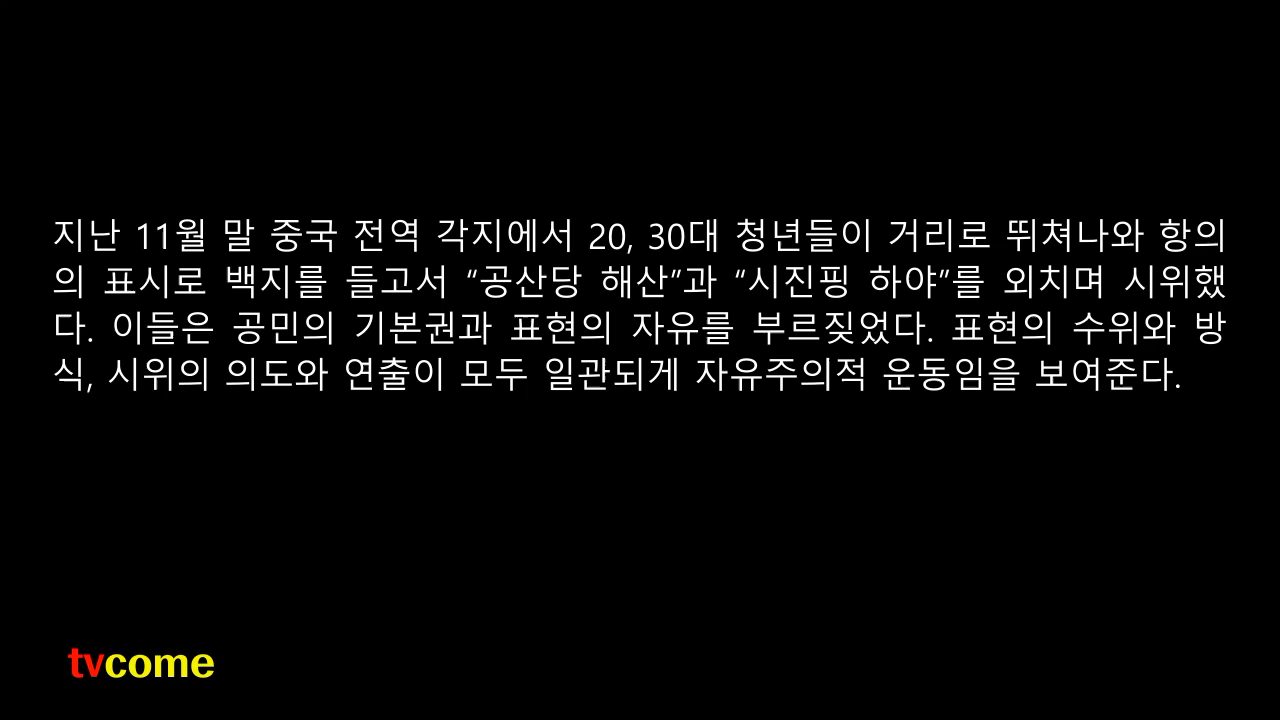 지난 11월 말 중국 전역 각지에서 20, 30대 청년들이 거리로 뛰쳐나와 항의
의 표시로 백지를 들고서 “공산당 해산”과 “시진핑 하야”를 외치며 시위했
다. 이들은 공민의 기본권과 표현의 자유를 부르짖었다. 표현의 수위와 방
식, 시위의 의도와 연출이 모두 일관되게 자유주의적 운동임을 보여준다.
tvcome